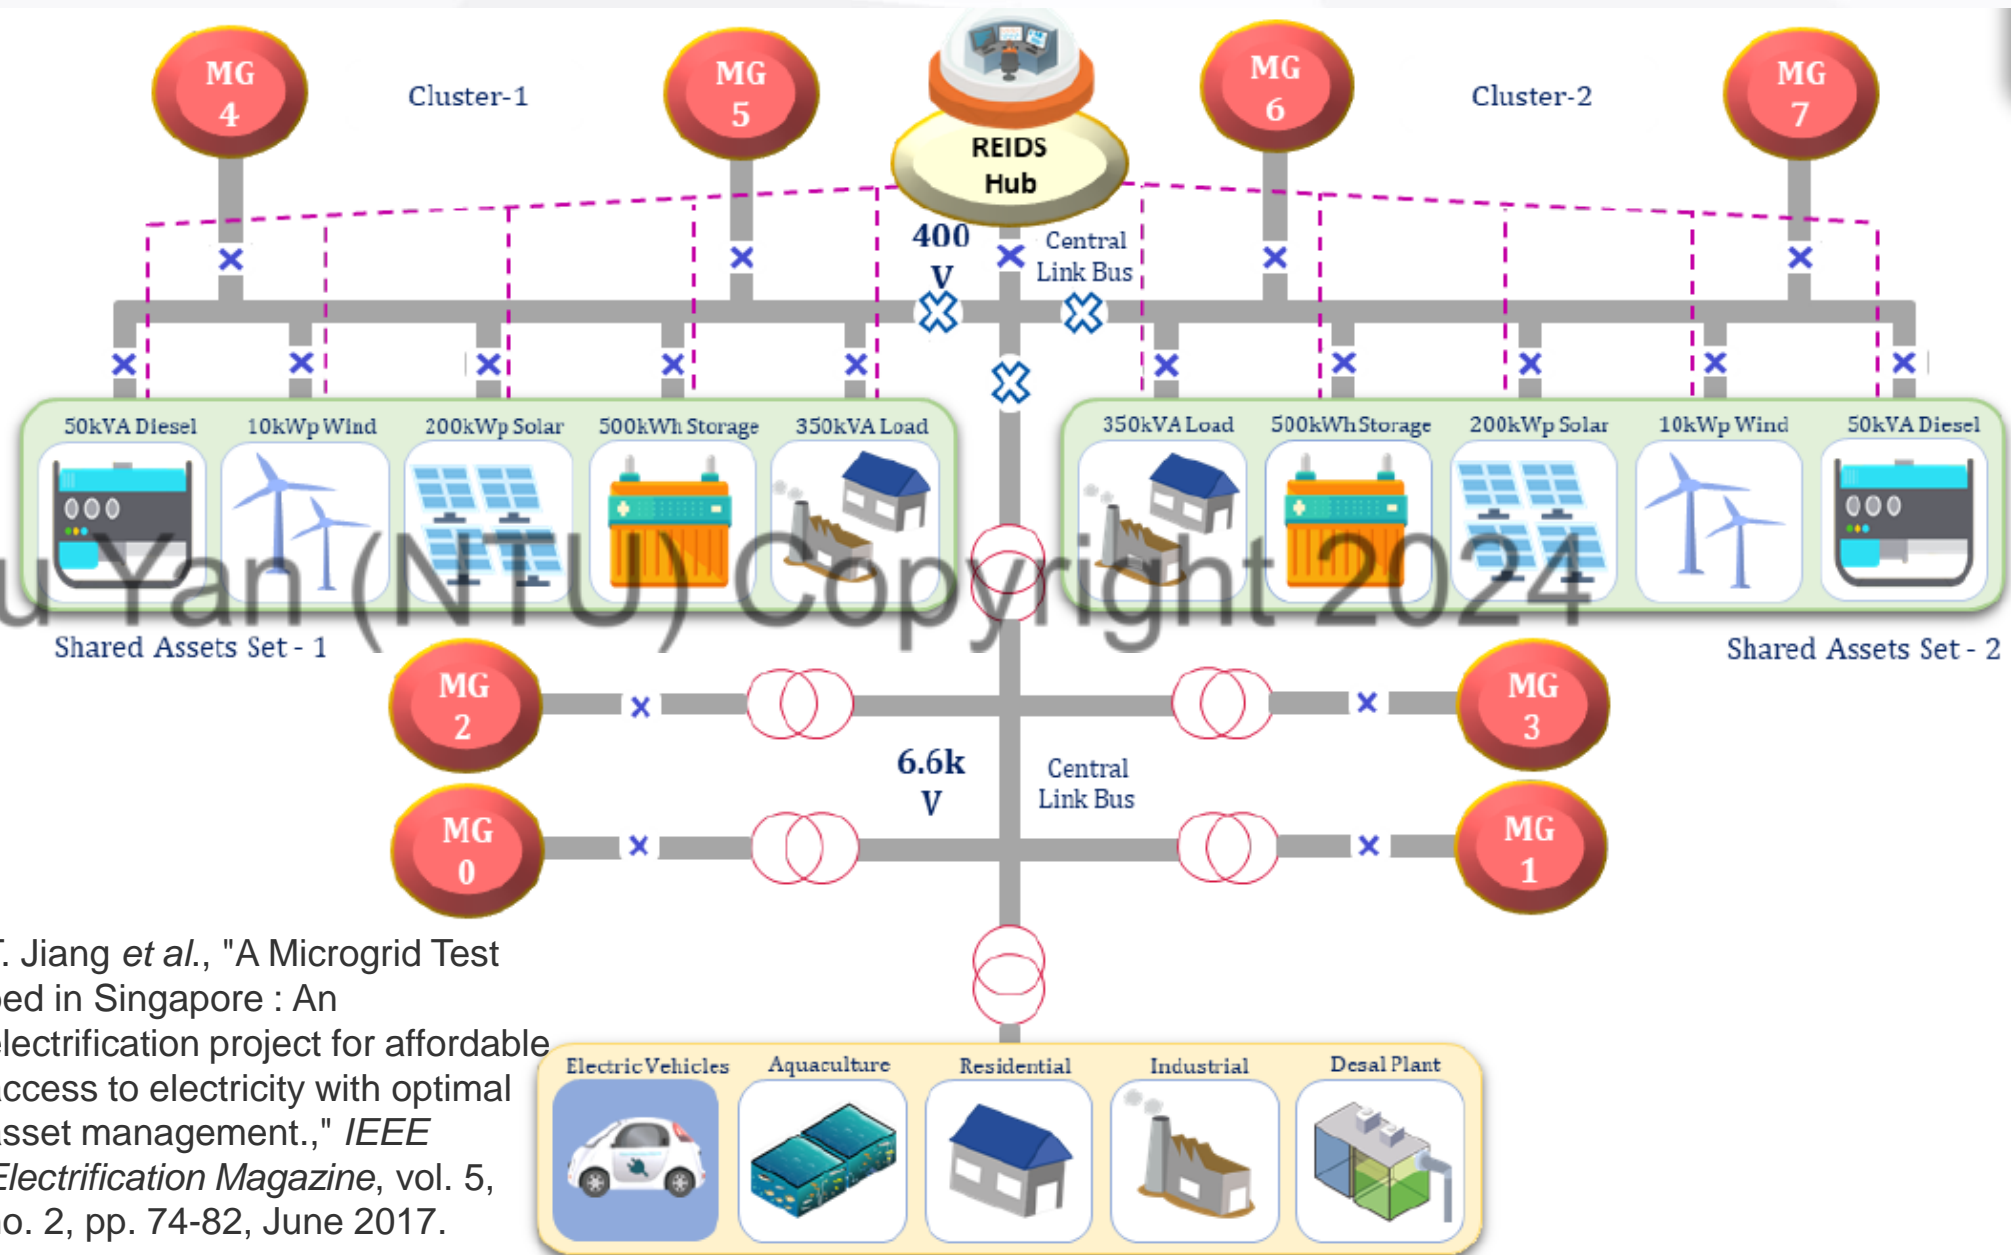 MG
4
Cluster-1
MG
5
REIDS
Hub
MG
6
Cluster-2
MG
7
400
V
Central
Link Bus
50kVA Diesel
10kWp Wind
200kWp Solar
500kWh Storage
350kVA Load
350kVA Load
500kWh Storage
200kWp Solar
10kWp Wind
50kVA Diesel
u Yan (NTU) Copyright 2024
Shared Assets Set - 1
Shared Assets Set - 2
MG
2
MG
3
6.6k
V
Central
Link Bus
MG
0
MG
1
. Jiang et al., "A Microgrid Test
bed in Singapore : An
electrification project for affordable
access to electricity with optimal
asset management.," IEEE
Electrification Magazine, vol. 5,
no. 2, pp. 74-82, June 2017.
Electric Vehicles
Aquaculture
Residential
Industrial
Desal Plant